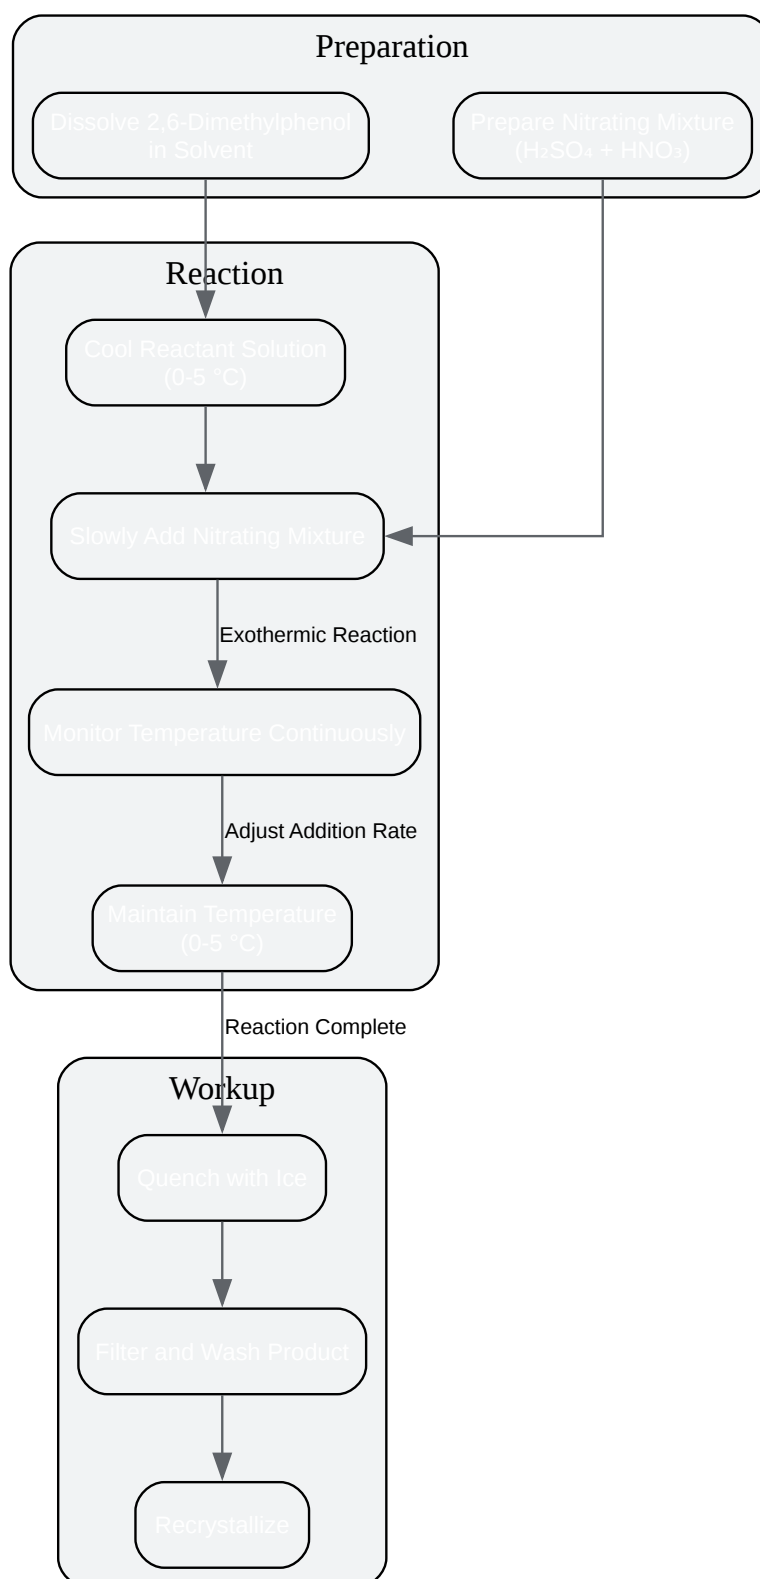 Preparation
Dissolve 2,6-Dimethylphenol
in Solvent
Prepare Nitrating Mixture
(H₂SO₄ + HNO₃)
Reaction
Cool Reactant Solution
(0-5 °C)
Slowly Add Nitrating Mixture
Exothermic Reaction
Monitor Temperature Continuously
Adjust Addition Rate
Maintain Temperature
(0-5 °C)
Reaction Complete
Workup
Quench with Ice
Filter and Wash Product
Recrystallize